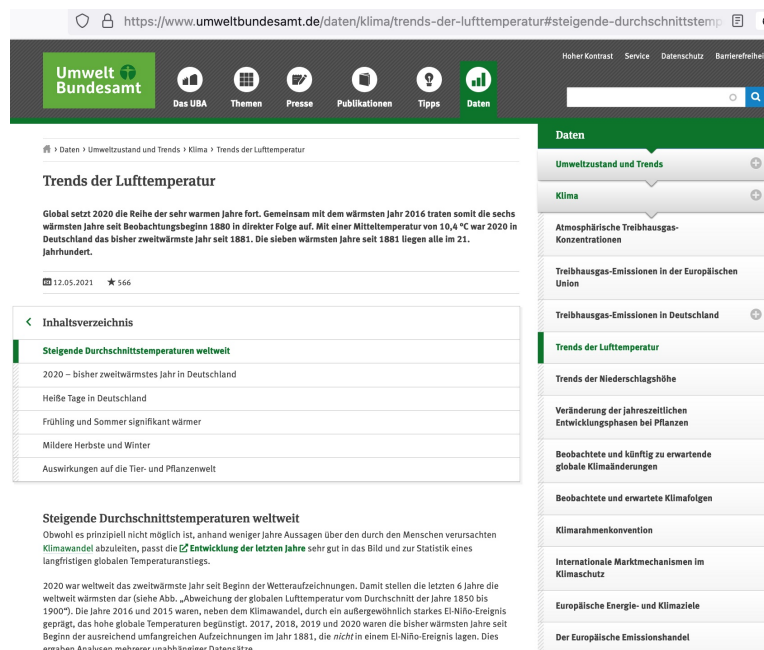 https://www.umweltbundesamt.de/daten/klima/trends-der-lufttemperatur#steigende-durchschnittstemp
Hoher Kontrast Service Datenschutz Barrierefreihei
Umwelt
Bundesamt
Das UBA Themen Presse Publikationen Tipps Daten
Daten > Umweltzustand und Trends > Klima > Trends der Lufttemperatur
Trends der Lufttemperatur
Global setzt 2020 die Reihe der sehr warmen Jahre fort. Gemeinsam mit dem wärmsten Jahr 2016 traten somit die sechs
wärmsten Jahre seit Beobachtungsbeginn 1880 in direkter Folge auf. Mit einer Mitteltemperatur von 10,4 °C war 2020 in
Deutschland das bisher zweitwärmste Jahr seit 1881. Die sieben wärmsten Jahre seit 1881 liegen alle im 21.
Jahrhundert.
12.05.2021 566
Inhaltsverzeichnis
Steigende Durchschnittstemperaturen weltweit
2020 – bisher zweitwärmstes Jahr in Deutschland
Heiße Tage in Deutschland
Frühling und Sommer signifikant wärmer
Mildere Herbste und Winter
Auswirkungen auf die Tier- und Pflanzenwelt
Steigende Durchschnittstemperaturen weltweit
Obwohl es prinzipiell nicht möglich ist, anhand weniger Jahre Aussagen über den durch den Menschen verursachten
Klimawandel abzuleiten, passt die Entwicklung der letzten Jahre sehr gut in das Bild und zur Statistik eines
langfristigen globalen Temperaturanstiegs.
2020 war weltweit das zweitwärmste Jahr seit Beginn der Wetteraufzeichnungen. Damit stellen die letzten 6 Jahre die
weltweit wärmsten dar (siehe Abb. „Abweichung der globalen Lufttemperatur vom Durchschnitt der Jahre 1850 bis
1900“). Die Jahre 2016 und 2015 waren, neben dem Klimawandel, durch ein außergewöhnlich starkes El-Niño-Ereignis
geprägt, das hohe globale Temperaturen begünstigt. 2017, 2018, 2019 und 2020 waren die bisher wärmsten Jahre seit
Beginn der ausreichend umfangreichen Aufzeichnungen im Jahr 1881, die nicht in einem El-Niño-Ereignis lagen. Dies
ergaben Analysen mehrerer unabhängiger Datensätze.
Daten
Umweltzustand und Trends
Klima
Atmosphärische Treibhausgas-
Konzentrationen
Treibhausgas-Emissionen in der Europäischen
Union
Treibhausgas-Emissionen in Deutschland
Trends der Lufttemperatur
Trends der Niederschlagshöhe
Veränderung der jahreszeitlichen
Entwicklungsphasen bei Pflanzen
Beobachtete und künftig zu erwartende
globale Klimaänderungen
Beobachtete und erwartete Klimafolgen
Klimarahmenkonvention
Internationale Marktmechanismen im
Klimaschutz
Europäische Energie- und Klimaziele
Der Europäische Emissionshandel